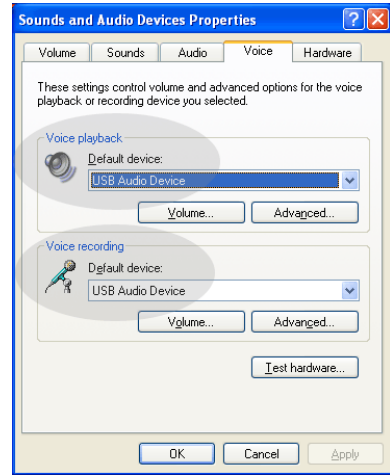 Sounds and Audio Devices Properties
Volume Sounds Audio Voice Hardware
These settings control volume and advanced options for the voice
playback or recording device you selected.
Voice playback
Default device:
USB Audio Device
Volume... Advanced...
Voice recording
Default device:
USB Audio Device
Volume... Advanced...
Test hardware...
OK Cancel Apply